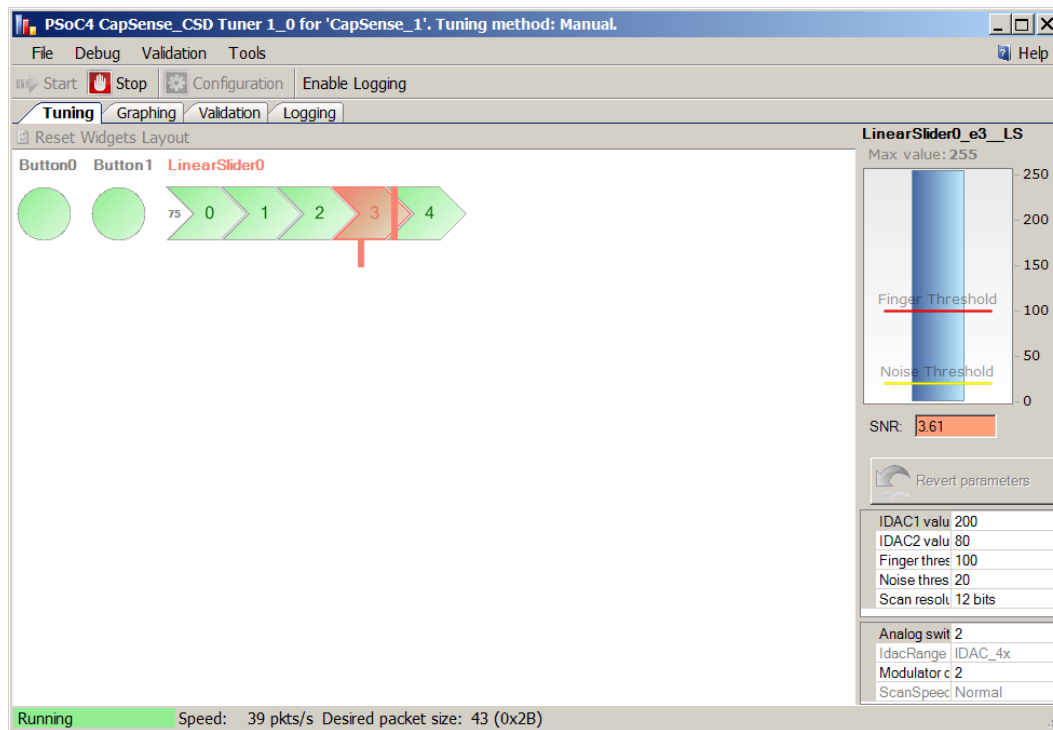 PSoC4 CapSense_CSD Tuner 1_0 for 'CapSense_1'. Tuning method: Manual.
File Debug Validation Tools Help
Start Stop Configuration Enable Logging
Tuning Graphing Validation Logging
Reset Widgets Layout
Button0 Button1 LinearSlider0
75 0 1 2 3 4
LinearSlider0_e3__LS
Max value: 255
250
200
150
Finger Threshold
100
50
Noise Threshold
0
SNR: 3.61
Revert parameters
IDAC1 valu 200
IDAC2 valu 80
Finger thres 100
Noise thres 20
Scan resolu 12 bits
Analog swit 2
IdacRange IDAC_4x
Modulator c 2
ScanSpeed Normal
Running Speed: 39 pkts/s Desired packet size: 43 (0x2B)